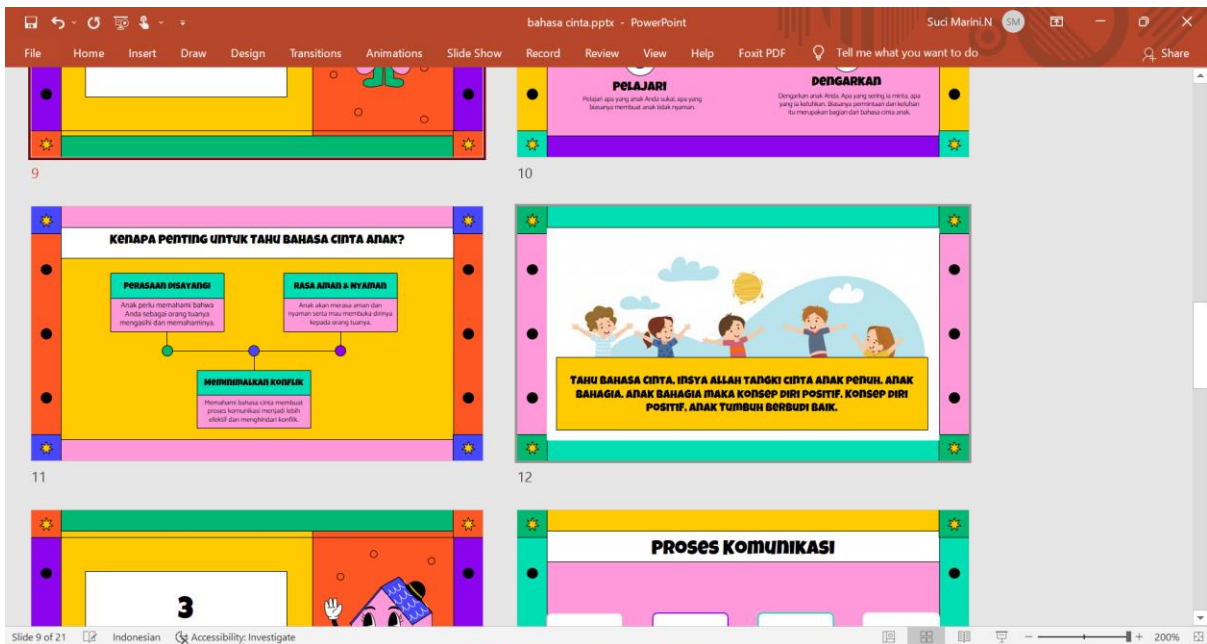 bahasa cinta.pptx - PowerPoint
Suci Marini.N
SM
File Home Insert Draw Design Transitions Animations Slide Show Record Review View Help Foxit PDF Tell me what you want to do Share
PELAJARI
Pelajari apa yang anak Anda sukai, apa yang
biasanya membuat anak tidak nyaman.
DENGARKAN
Dengarkan anak Anda. Apa yang sering ia minta, apa
yang ia keluhkan. Biasanya permintaan dan keluhan
itu merupakan bagian dari bahasa cinta anak.
9
10
KENAPA PENTING UNTUK TAHU BAHASA CINTA ANAK?
PERASAAN DISAYANGI
Anak perlu memahami bahwa
Anda sebagai orang tuanya
mengasihi dan memahaminya.
RASA AMAN & NYAMAN
Anak akan merasa aman dan
nyaman serta mau membuka dirinya
kepada orang tuanya.
MEMINIMALKAN KONFLIK
Memahami bahasa cinta membuat
proses komunikasi menjadi lebih
efektif dan menghindari konflik.
TAHU BAHASA CINTA, INSYA ALLAH TANGKI CINTA ANAK PENUH. ANAK
BAHAGIA. ANAK BAHAGIA MAKA KONSEP DIRI POSITIF. KONSEP DIRI
POSITIF, ANAK TUMBUH BERBUDI BAIK.
11
12
3
PROSES KOMUNIKASI
Slide 9 of 21 Indonesian Accessibility: Investigate 200%